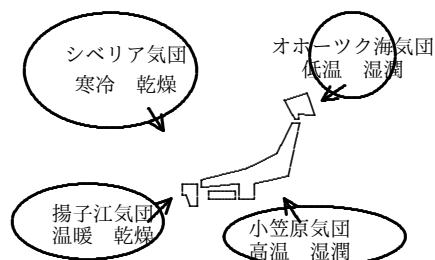 シベリア気団
寒冷　乾燥
オホーツク海気団
低温　湿潤
揚子江気団
温暖　乾燥
小笠原気団
高温　湿潤